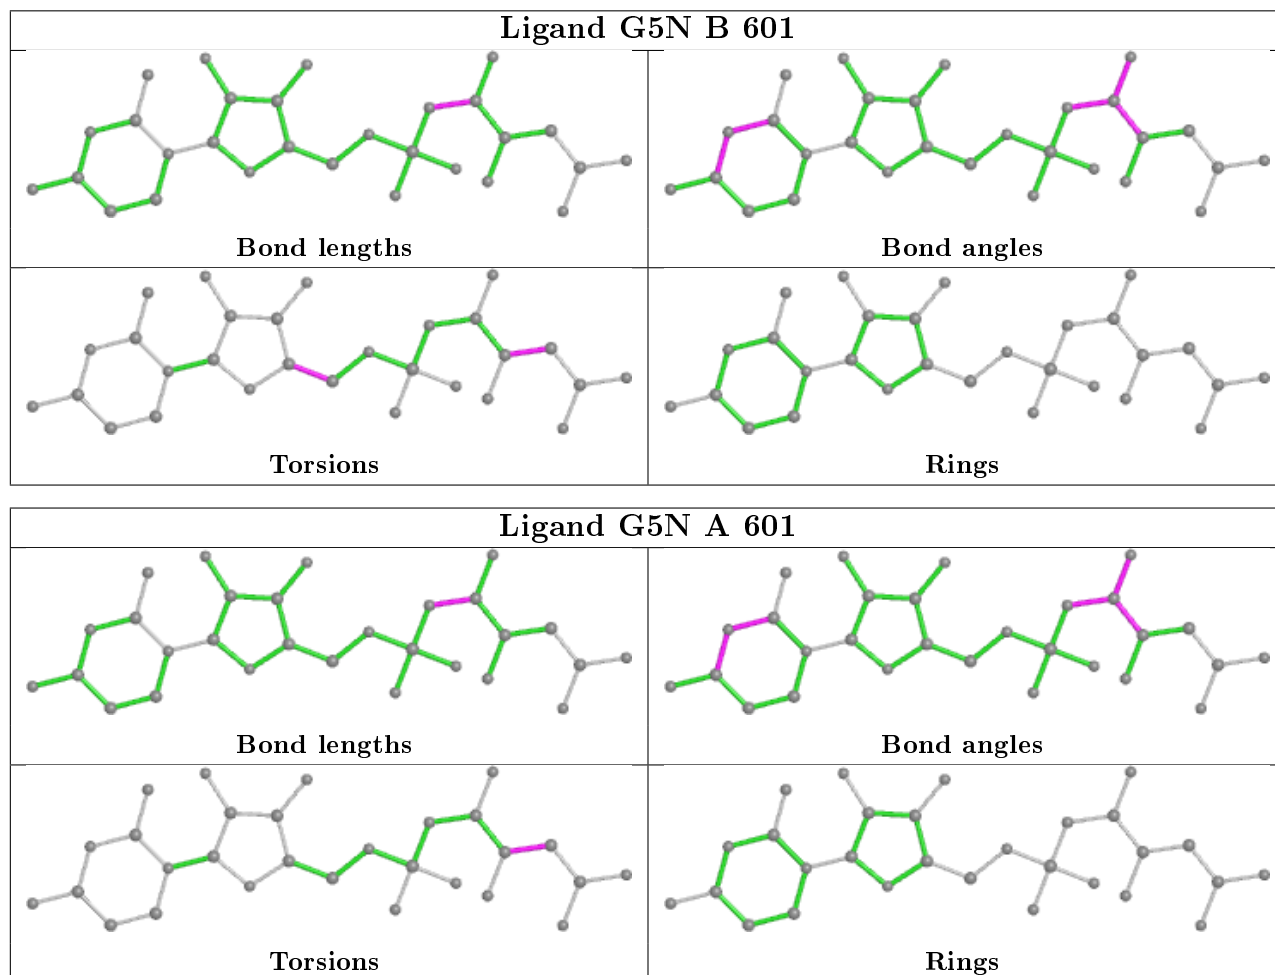 Ligand G5N B 601
Bond lengths
Bond angles
Torsions
Rings
Ligand G5N A 601
Bond lengths
Bond angles
Torsions
Rings